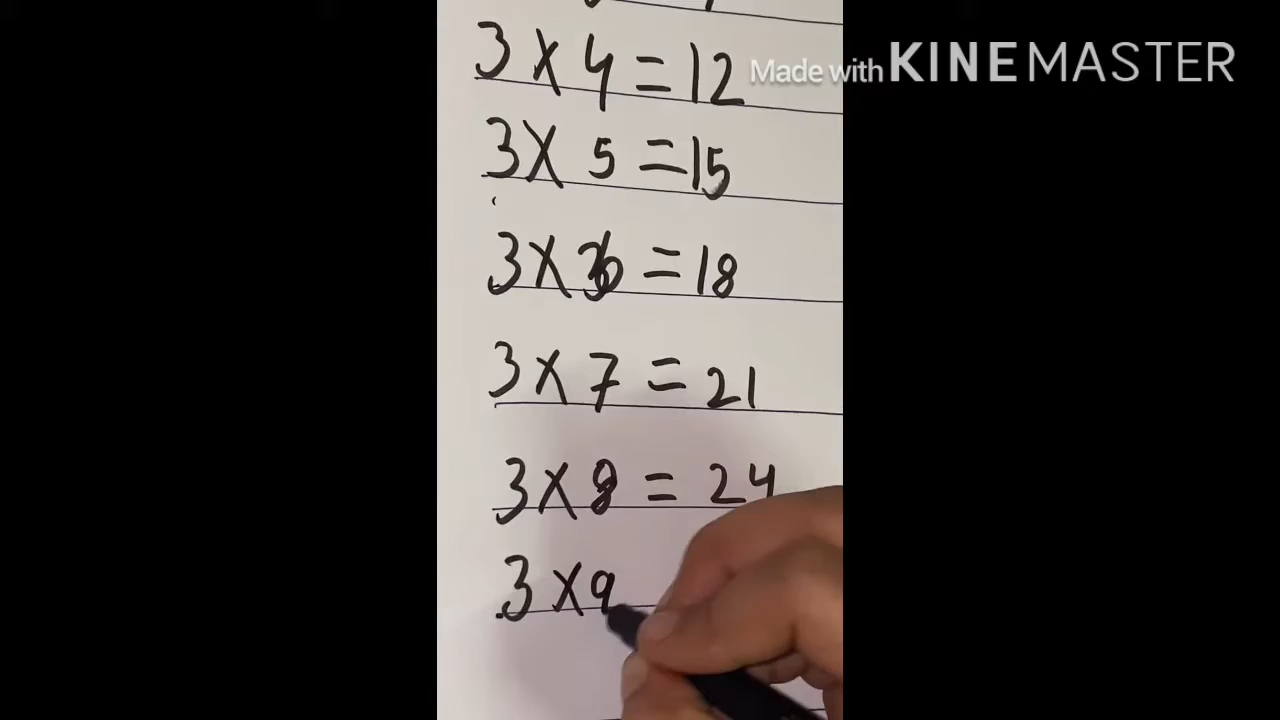 3 X 4 = 12
Made with KINEMASTER
3 X 5 = 15
3 X 6 = 18
3 X 7 = 21
3 X 8 = 24
3 X 9